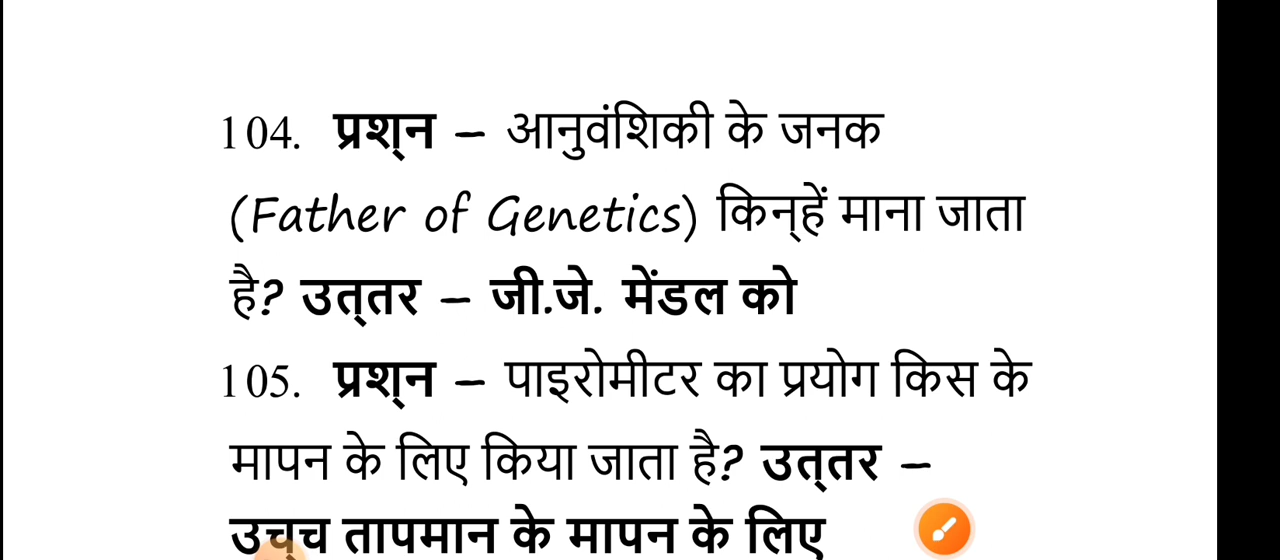 104. प्रश्न – आनुवंशिकी के जनक
(Father of Genetics) किन्हें माना जाता
है? उत्तर – जी.जे. मेंडल को
105. प्रश्न – पाइरोमीटर का प्रयोग किस के
मापन के लिए किया जाता है? उत्तर –
उच्च तापमान के मापन के लिए